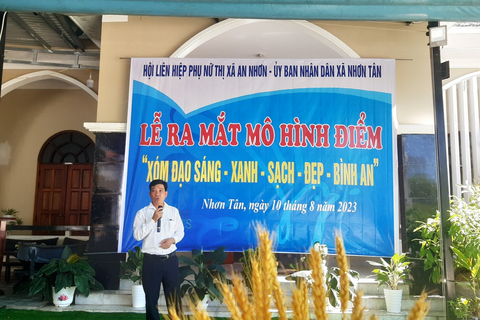 HỘI LIÊN HIỆP PHỤ NỮ THỊ XÃ AN NHƠN - ỦY BAN NHÂN DÂN XÃ NHƠN TÂN
LỄ RA MẮT MÔ HÌNH ĐIỂM
"XÓM ĐẠO SÁNG - XANH - SẠCH - ĐẸP - BÌNH AN"
Nhơn Tân, ngày 10 tháng 8 năm 2023